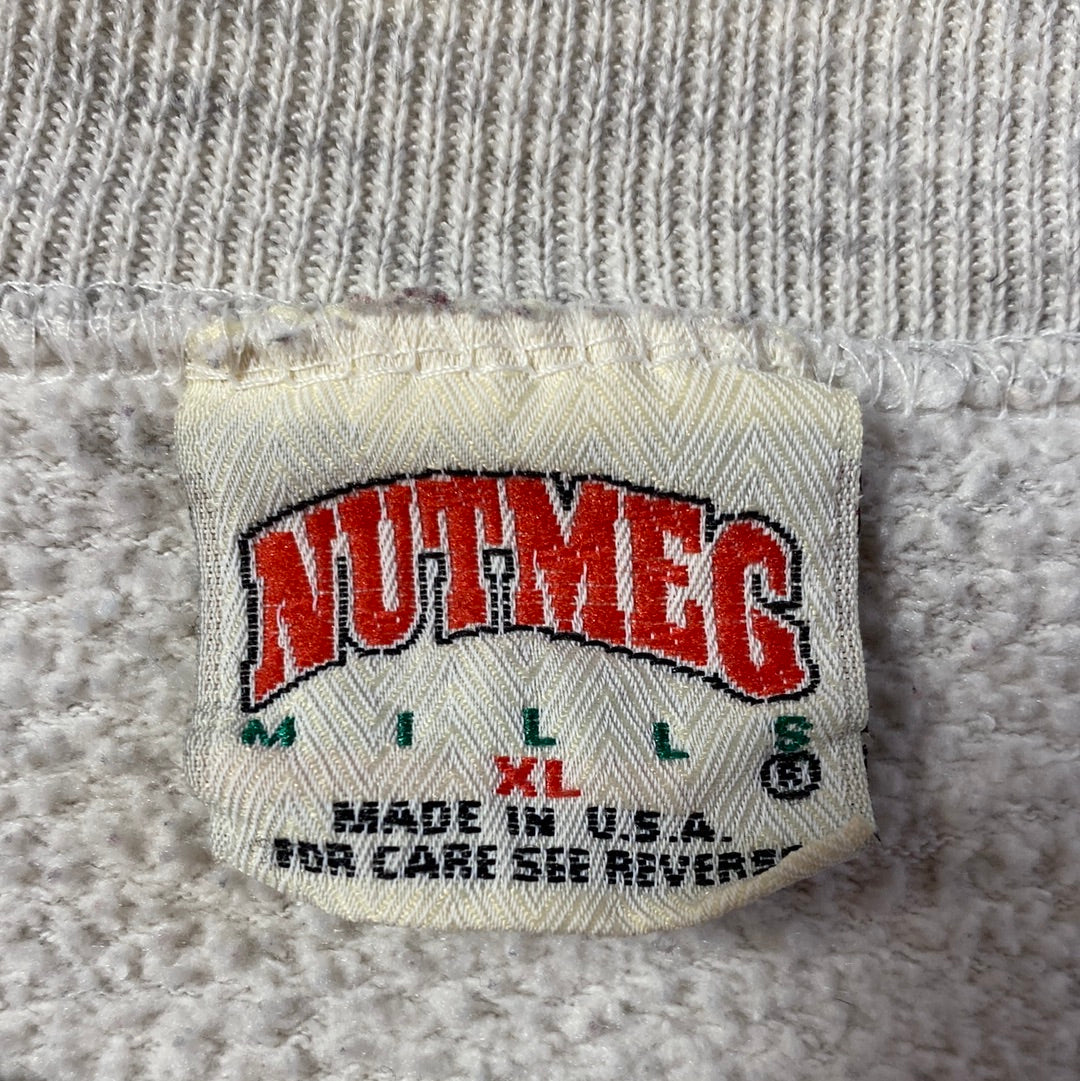 NUTMEG
MILLS
®
XL
MADE IN U.S.A.
FOR CARE SEE REVERSE